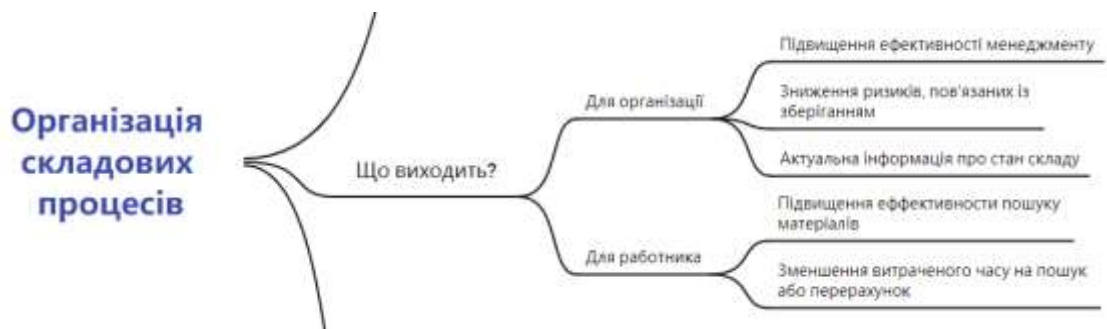 Організація
складових
процесів
Що виходить?
Для організації
Підвищення ефективності менеджменту
Зниження ризиків, пов'язаних із
зберіганням
Актуальна інформація про стан складу
Для работника
Підвищення еффективности пошуку
матеріалів
Зменшення витраченого часу на пошук
або перерахунок